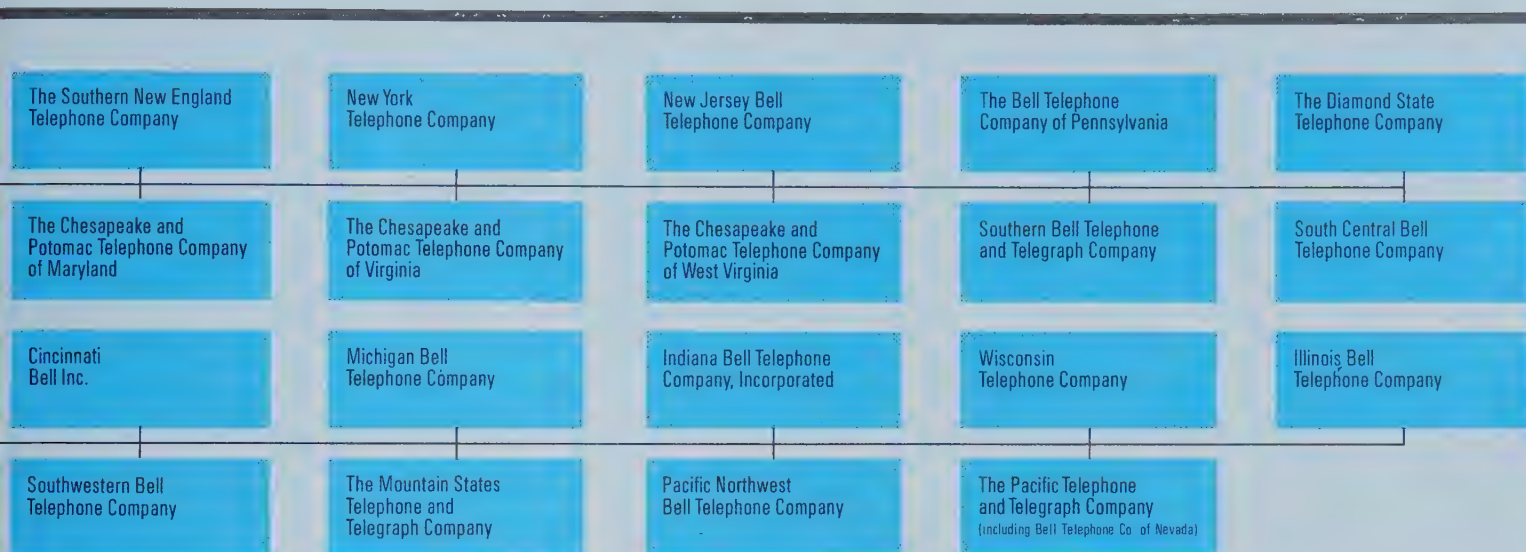 The Southern New England
Telephone Company
New York
Telephone Company
New Jersey Bell
Telephone Company
The Bell Telephone
Company of Pennsylvania
The Diamond State
Telephone Company
The Chesapeake and
Potomac Telephone Company
of Maryland
The Chesapeake and
Potomac Telephone Company
of Virginia
The Chesapeake and
Potomac Telephone Company
of West Virginia
Southern Bell Telephone
and Telegraph Company
South Central Bell
Telephone Company
Cincinnati
Bell Inc.
Michigan Bell
Telephone Company
Indiana Bell Telephone
Company, Incorporated
Wisconsin
Telephone Company
Illinois Bell
Telephone Company
Southwestern Bell
Telephone Company
The Mountain States
Telephone and
Telegraph Company
Pacific Northwest
Bell Telephone Company
The Pacific Telephone
and Telegraph Company
(including Bell Telephone Co of Nevada)